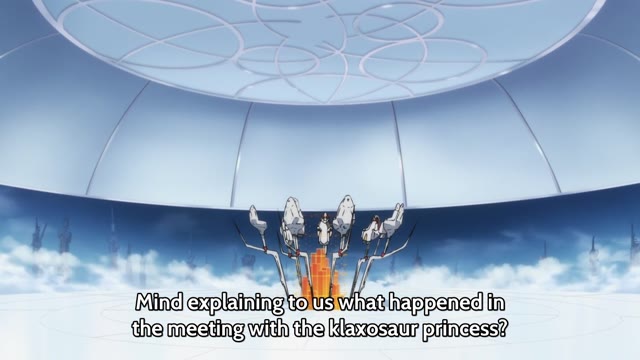 Mind explaining to us what happened in
the meeting with the klaxosaur princess?